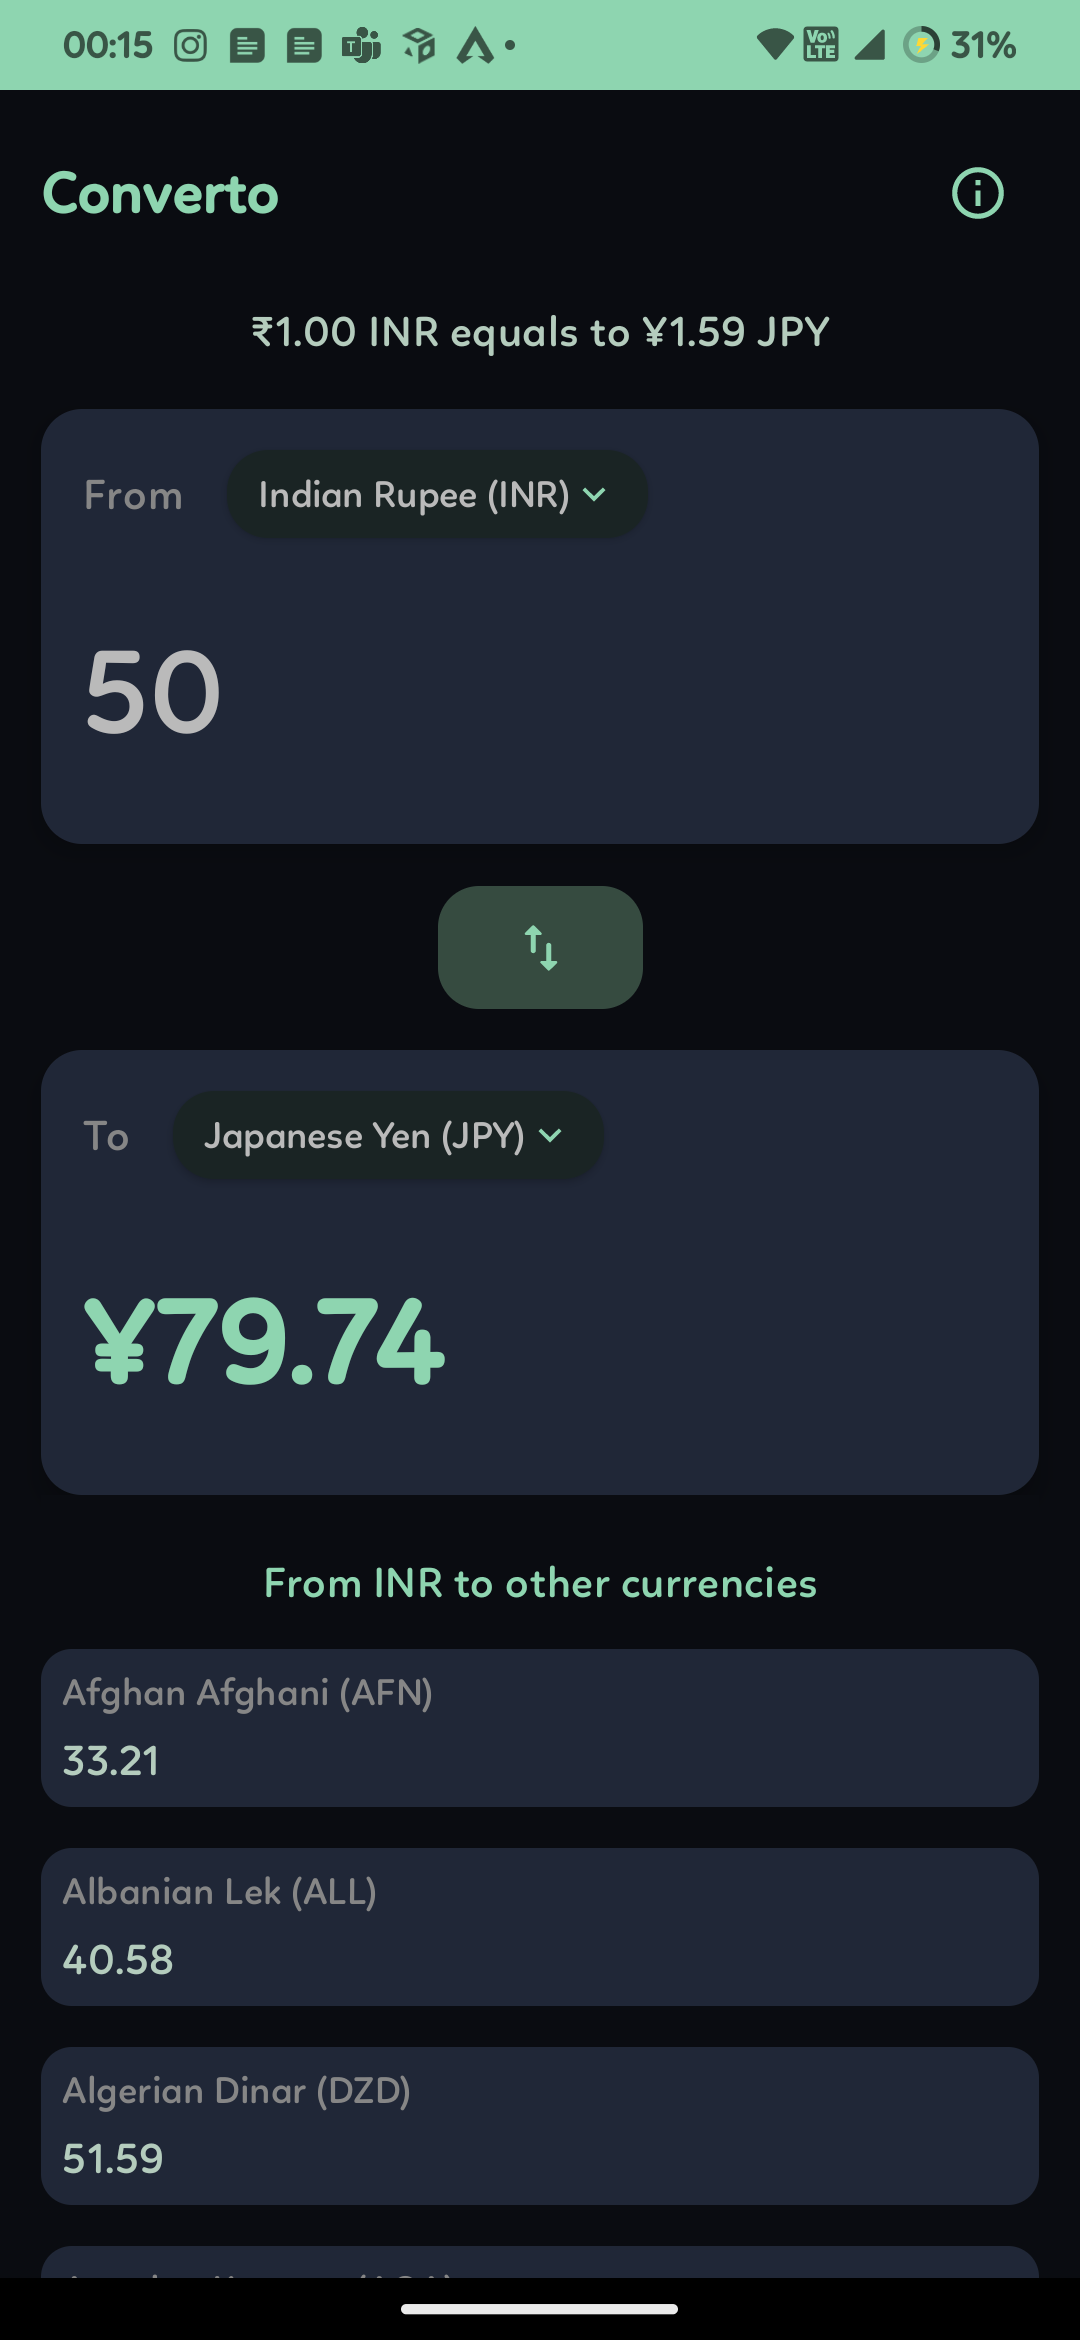 00:15 31%
Converto
₹1.00 INR equals to ¥1.59 JPY
From Indian Rupee (INR)
50
To Japanese Yen (JPY)
¥79.74
From INR to other currencies
Afghan Afghani (AFN)
33.21
Albanian Lek (ALL)
40.58
Algerian Dinar (DZD)
51.59